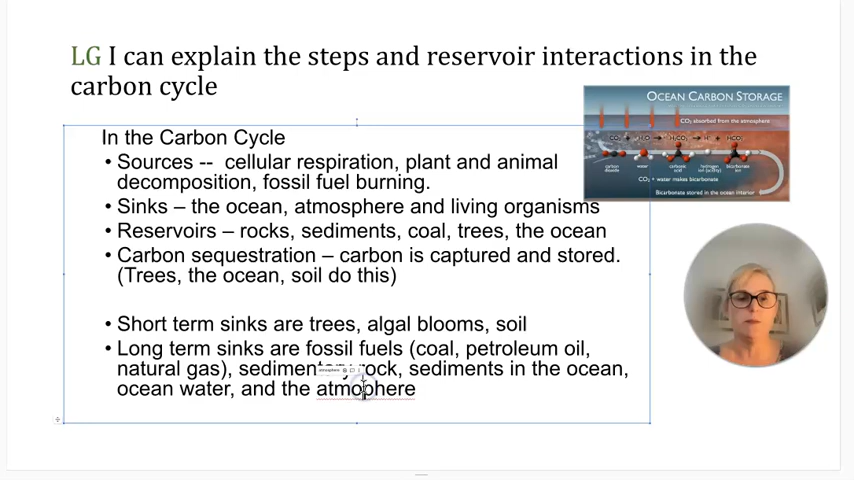 LG I can explain the steps and reservoir interactions in the
carbon cycle
OCEAN CARBON STORAGE
CO₂ absorbed from the atmosphere
CO₂ + H₂O → H₂CO₃ → H⁺ + HCO₃⁻
carbon dioxide water carbonic acid hydrogen ion (acidity) bicarbonate ion
CO₂ + water makes bicarbonate
Bicarbonate stored in the ocean interior
In the Carbon Cycle
• Sources -- cellular respiration, plant and animal
decomposition, fossil fuel burning.
• Sinks – the ocean, atmosphere and living organisms
• Reservoirs – rocks, sediments, coal, trees, the ocean
• Carbon sequestration – carbon is captured and stored.
(Trees, the ocean, soil do this)
• Short term sinks are trees, algal blooms, soil
• Long term sinks are fossil fuels (coal, petroleum oil,
natural gas), sedimentary rock, sediments in the ocean,
ocean water, and the atmophere